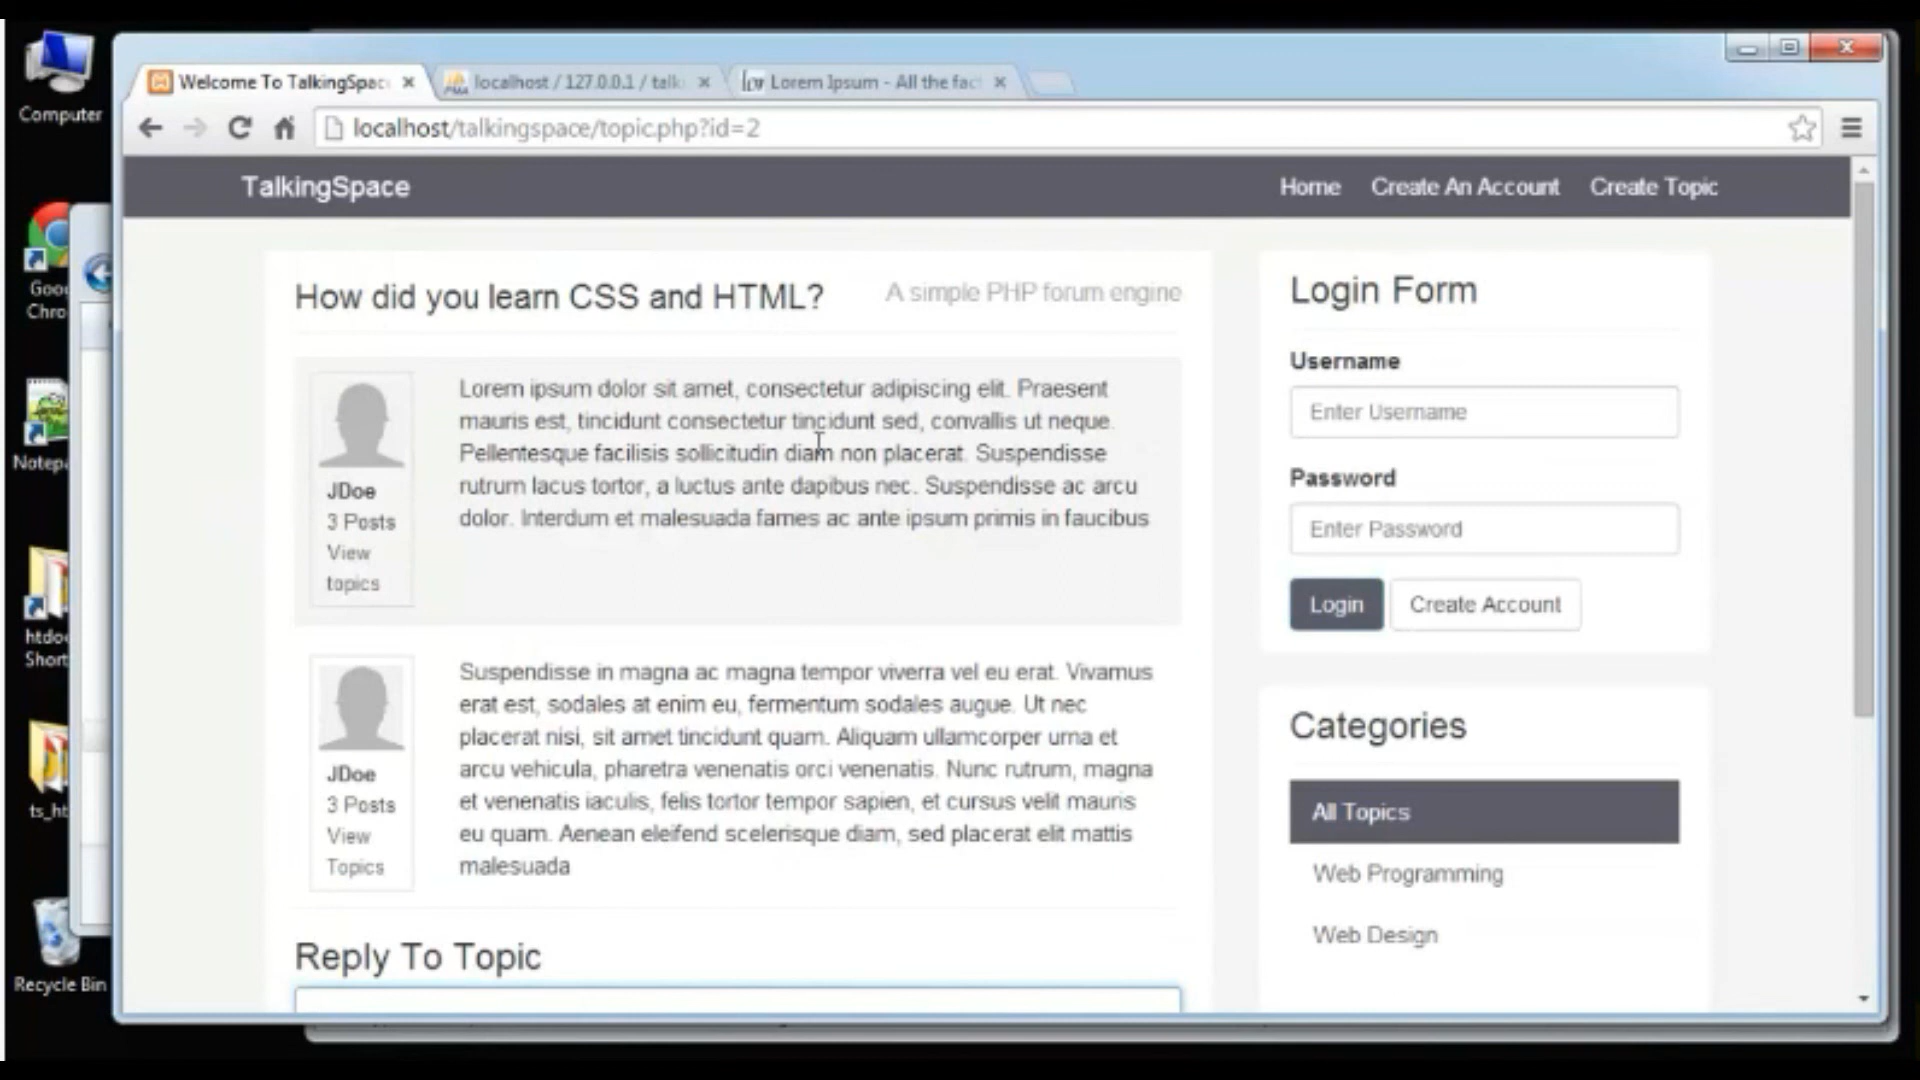 Computer
Good
Chro
Notepa
htdoc
Short
ts_ht
Recycle Bin
Welcome To TalkingSpac
localhost / 127.0.0.1 / talk
Lorem Ipsum - All the fac
localhost/talkingspace/topic.php?id=2
TalkingSpace
Home
Create An Account
Create Topic
How did you learn CSS and HTML?
A simple PHP forum engine
JDoe
3 Posts
View
topics
Lorem ipsum dolor sit amet, consectetur adipiscing elit. Praesent
mauris est, tincidunt consectetur tincidunt sed, convallis ut neque.
Pellentesque facilisis sollicitudin diam non placerat. Suspendisse
rutrum lacus tortor, a luctus ante dapibus nec. Suspendisse ac arcu
dolor. Interdum et malesuada fames ac ante ipsum primis in faucibus
JDoe
3 Posts
View
Topics
Suspendisse in magna ac magna tempor viverra vel eu erat. Vivamus
erat est, sodales at enim eu, fermentum sodales augue. Ut nec
placerat nisi, sit amet tincidunt quam. Aliquam ullamcorper urna et
arcu vehicula, pharetra venenatis orci venenatis. Nunc rutrum, magna
et venenatis iaculis, felis tortor tempor sapien, et cursus velit mauris
eu quam. Aenean eleifend scelerisque diam, sed placerat elit mattis
malesuada
Reply To Topic
Login Form
Username
Enter Username
Password
Enter Password
Login
Create Account
Categories
All Topics
Web Programming
Web Design